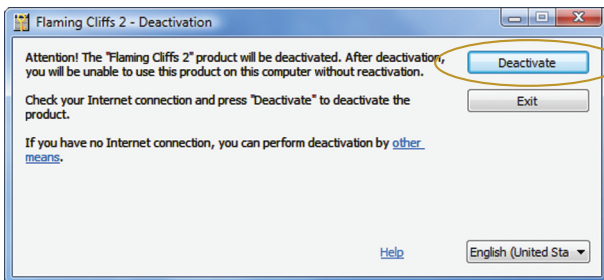 Flaming Cliffs 2 - Deactivation
Attention! The "Flaming Cliffs 2" product will be deactivated. After deactivation,
you will be unable to use this product on this computer without reactivation.
Deactivate
Check your Internet connection and press "Deactivate" to deactivate the
product.
Exit
If you have no Internet connection, you can perform deactivation by other
means.
Help
English (United Sta